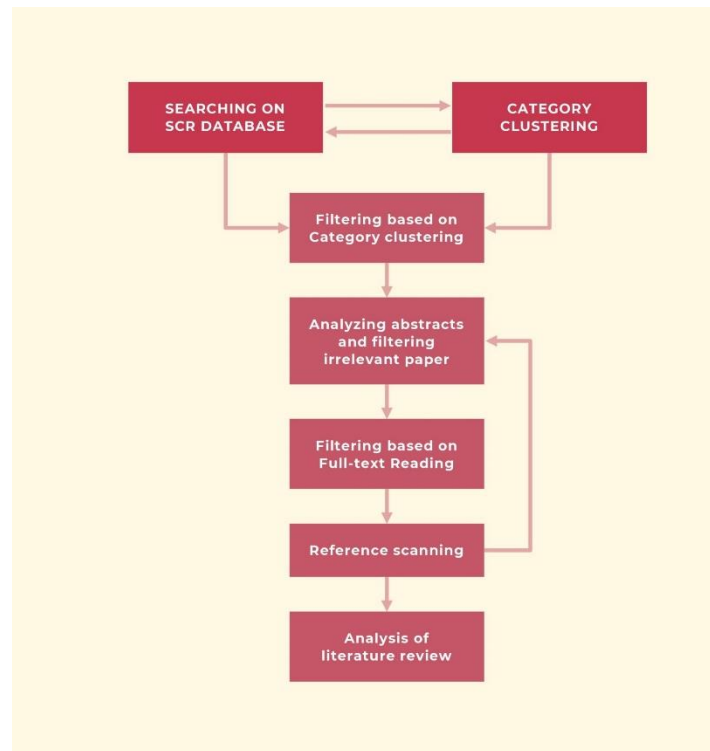 SEARCHING ON
SCR DATABASE
CATEGORY
CLUSTERING
Filtering based on
Category clustering
Analyzing abstracts
and filtering
irrelevant paper
Filtering based on
Full-text Reading
Reference scanning
Analysis of
literature review